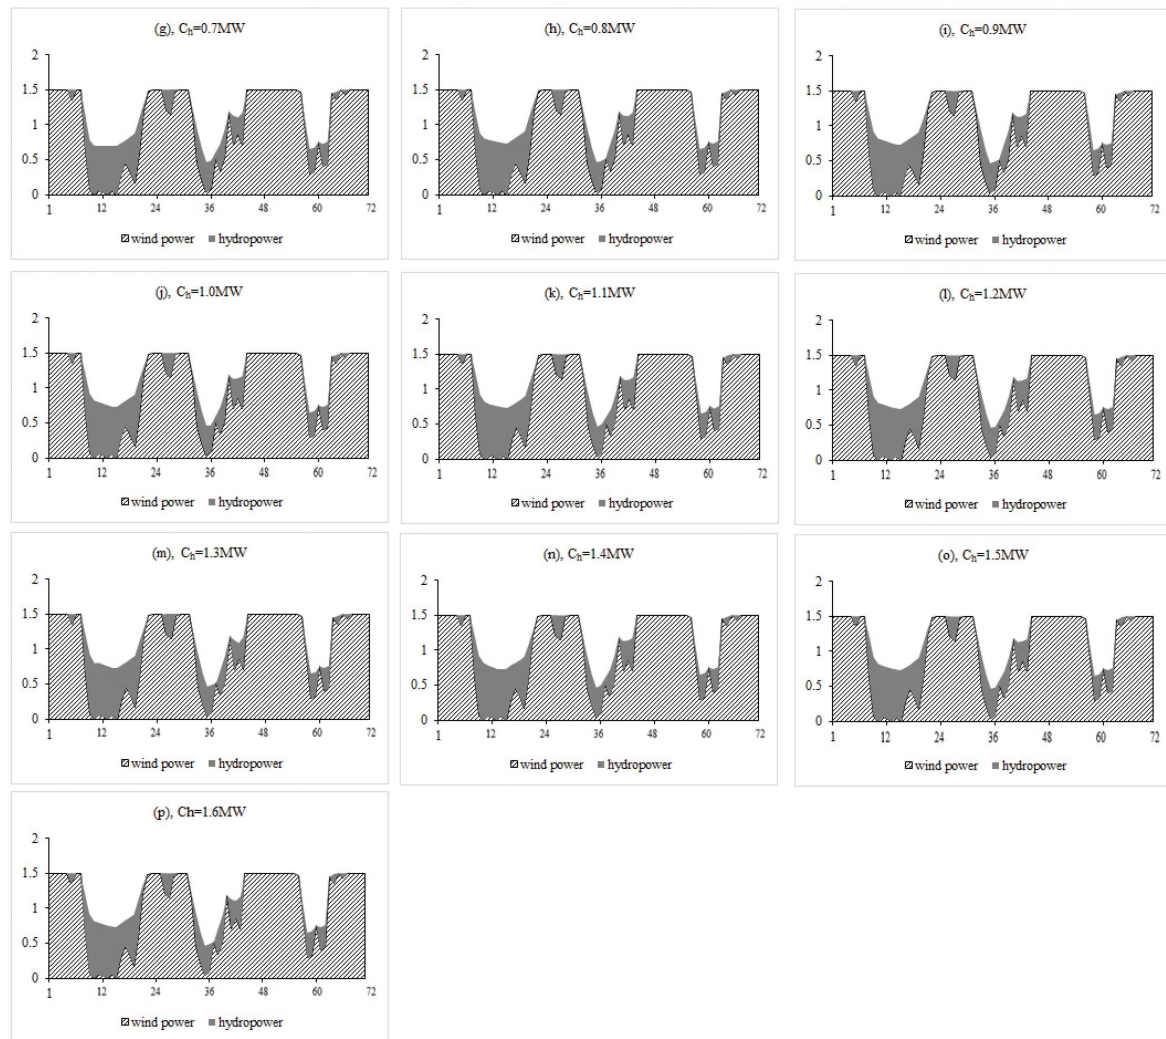 (g), Cₕ=0.7MW
2
1.5
1
0.5
0
1 12 24 36 48 60 72
wind power hydropower
(h), Cₕ=0.8MW
2
1.5
1
0.5
0
1 12 24 36 48 60 72
wind power hydropower
(i), Cₕ=0.9MW
2
1.5
1
0.5
0
1 12 24 36 48 60 72
wind power hydropower
(j), Cₕ=1.0MW
2
1.5
1
0.5
0
1 12 24 36 48 60 72
wind power hydropower
(k), Cₕ=1.1MW
2
1.5
1
0.5
0
1 12 24 36 48 60 72
wind power hydropower
(l), Cₕ=1.2MW
2
1.5
1
0.5
0
1 12 24 36 48 60 72
wind power hydropower
(m), Cₕ=1.3MW
2
1.5
1
0.5
0
1 12 24 36 48 60 72
wind power hydropower
(n), Cₕ=1.4MW
2
1.5
1
0.5
0
1 12 24 36 48 60 72
wind power hydropower
(o), Cₕ=1.5MW
2
1.5
1
0.5
0
1 12 24 36 48 60 72
wind power hydropower
(p), Ch=1.6MW
2
1.5
1
0.5
0
1 12 24 36 48 60 72
wind power hydropower